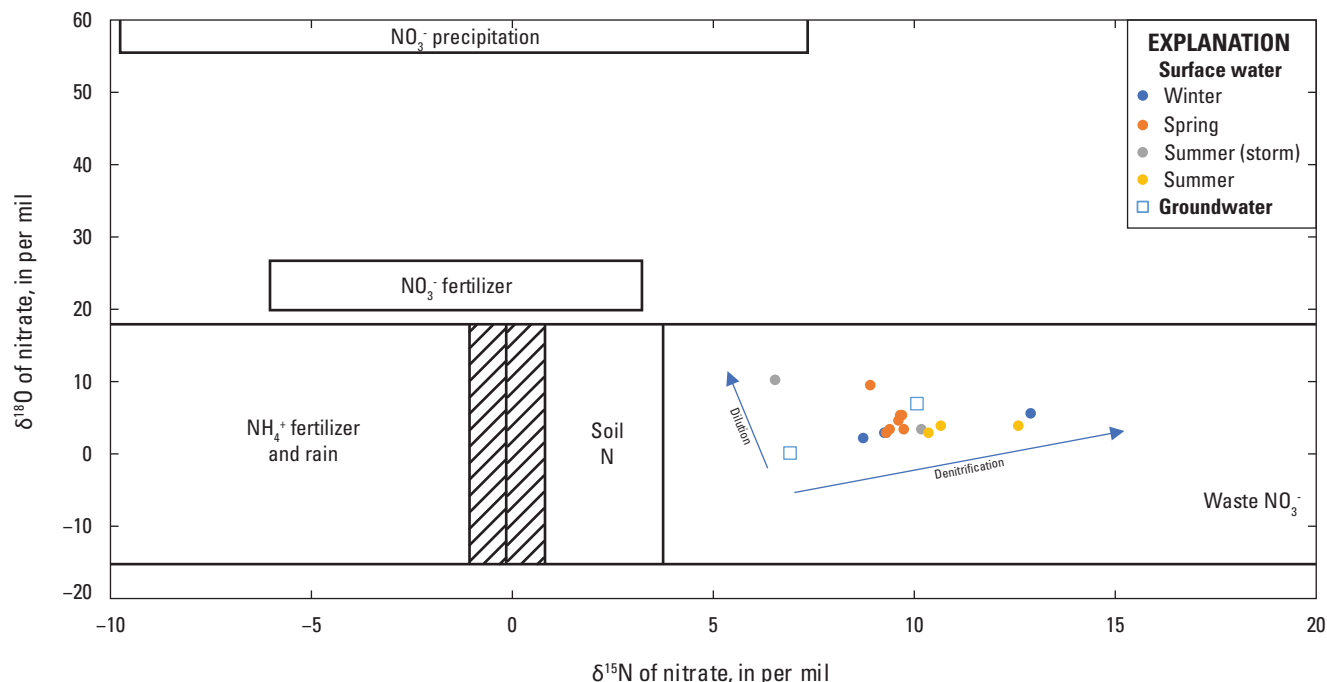 60
50
40
30
20
10
0
−10
−20
δ¹⁸O of nitrate, in per mil
NO₃⁻ precipitation
NO₃⁻ fertilizer
NH₄⁺ fertilizer
and rain
Soil
N
Dilution
Denitrification
Waste NO₃⁻
EXPLANATION
Surface water
Winter
Spring
Summer (storm)
Summer
Groundwater
−10
−5
0
5
10
15
20
δ¹⁵N of nitrate, in per mil